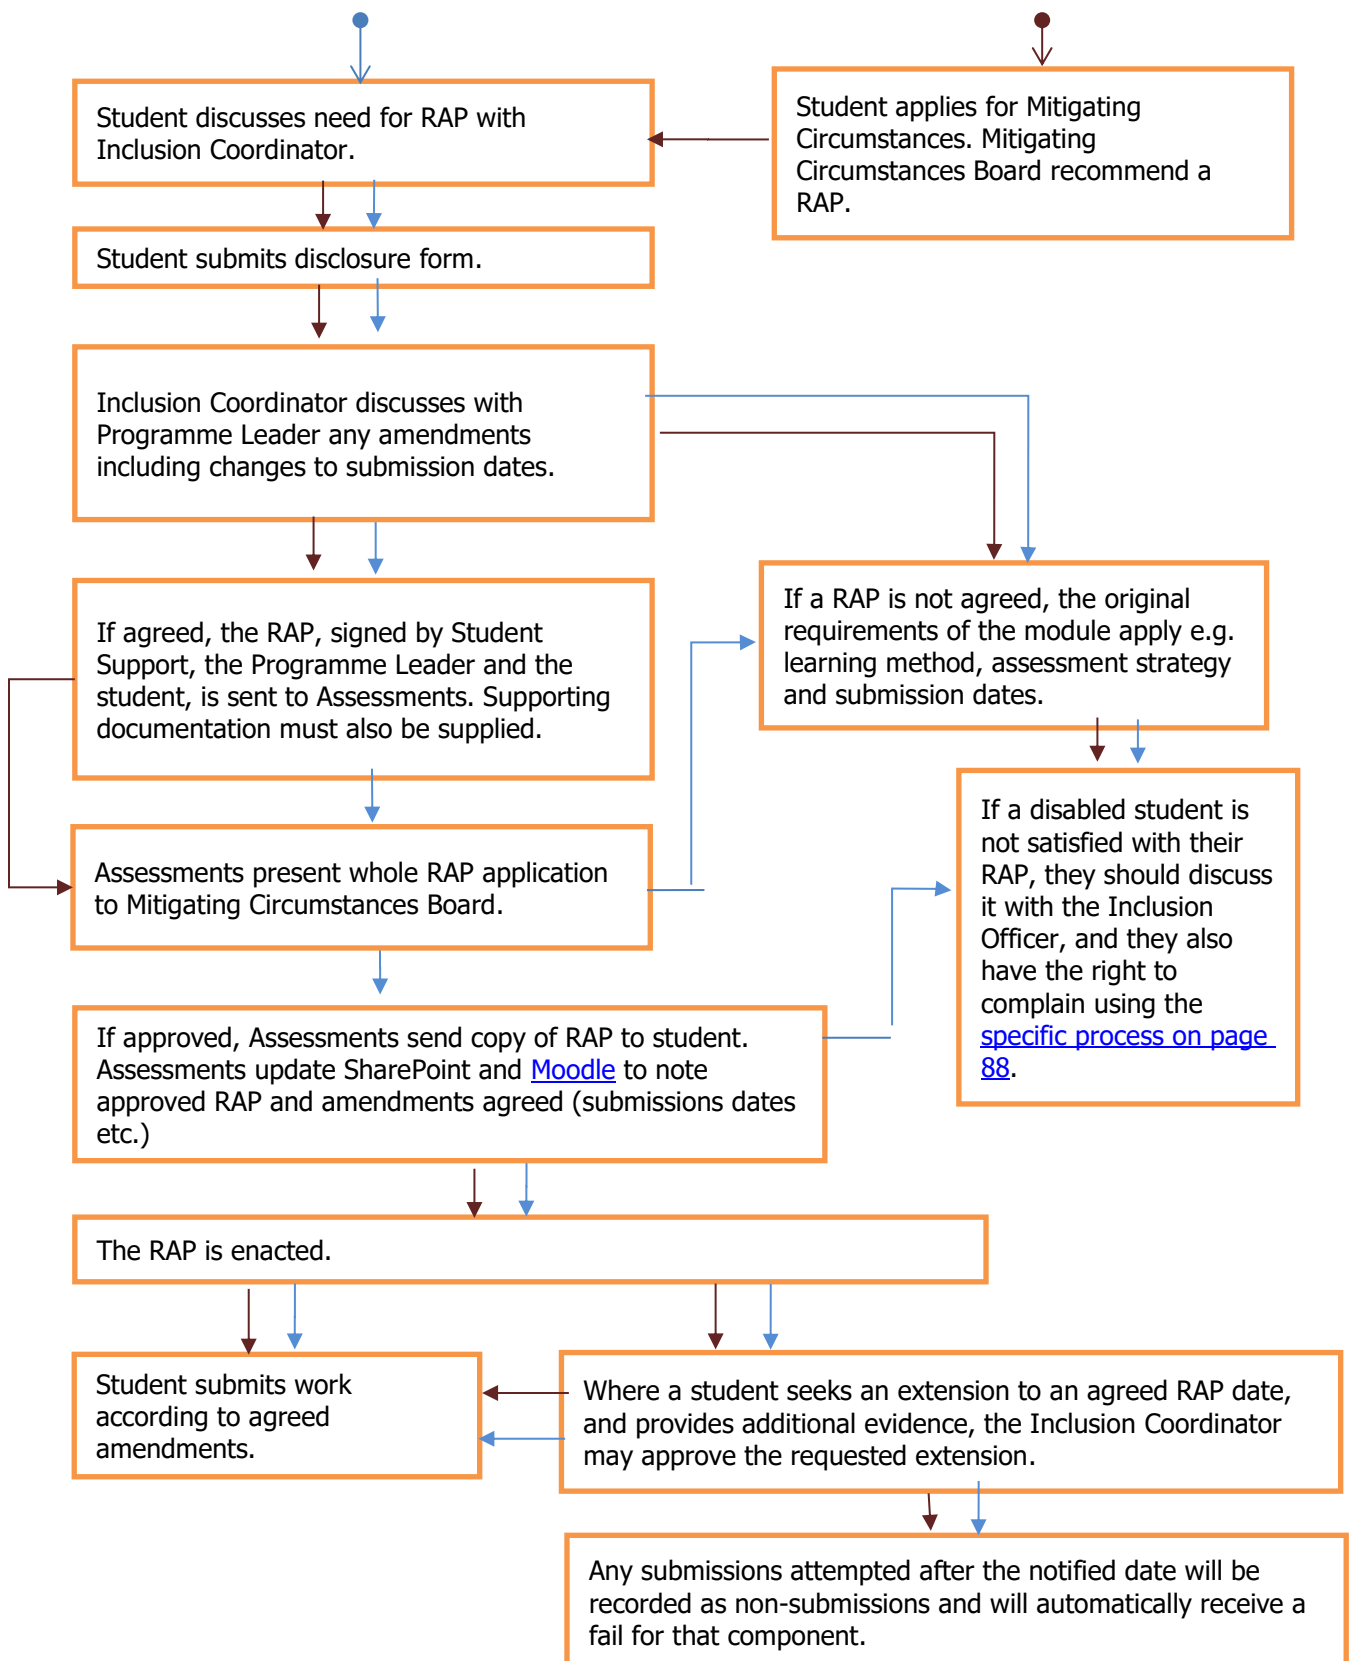 Student discusses need for RAP with
Inclusion Coordinator.
Student applies for Mitigating
Circumstances. Mitigating
Circumstances Board recommend a
RAP.
Student submits disclosure form.
Inclusion Coordinator discusses with
Programme Leader any amendments
including changes to submission dates.
If agreed, the RAP, signed by Student
Support, the Programme Leader and the
student, is sent to Assessments. Supporting
documentation must also be supplied.
If a RAP is not agreed, the original
requirements of the module apply e.g.
learning method, assessment strategy
and submission dates.
Assessments present whole RAP application
to Mitigating Circumstances Board.
If a disabled student is
not satisfied with their
RAP, they should discuss
it with the Inclusion
Officer, and they also
have the right to
complain using the
specific process on page
88.
If approved, Assessments send copy of RAP to student.
Assessments update SharePoint and Moodle to note
approved RAP and amendments agreed (submissions dates
etc.)
The RAP is enacted.
Student submits work
according to agreed
amendments.
Where a student seeks an extension to an agreed RAP date,
and provides additional evidence, the Inclusion Coordinator
may approve the requested extension.
Any submissions attempted after the notified date will be
recorded as non-submissions and will automatically receive a
fail for that component.